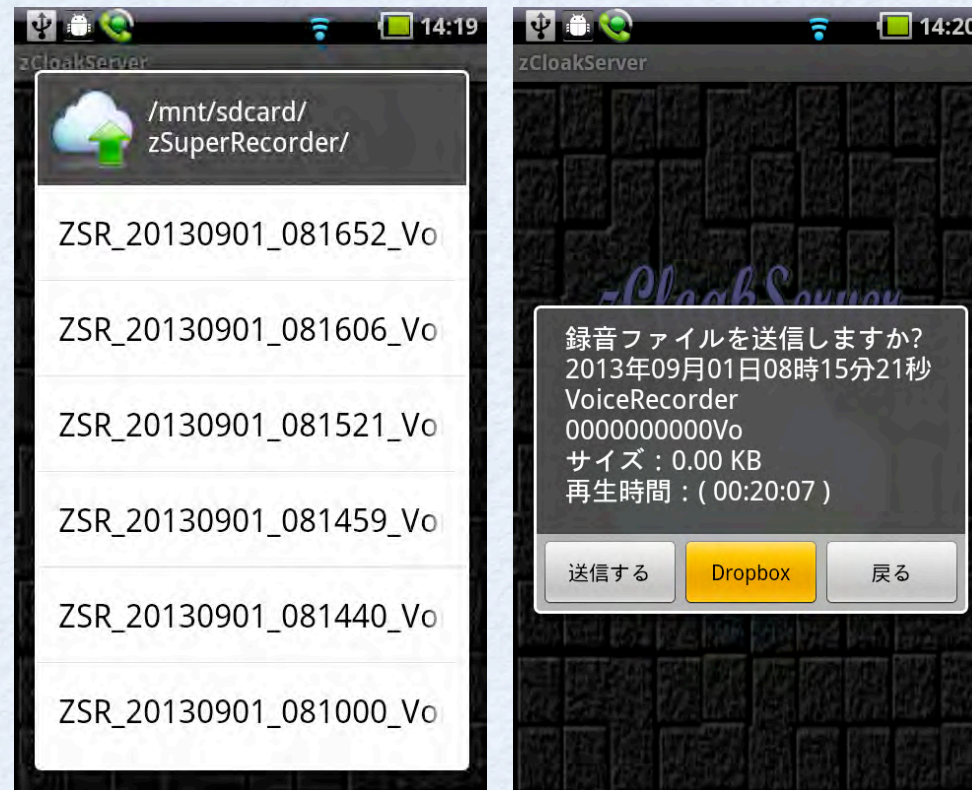 14:19
zCloakServer
/mnt/sdcard/
zSuperRecorder/
ZSR_20130901_081652_Vo
ZSR_20130901_081606_Vo
ZSR_20130901_081521_Vo
ZSR_20130901_081459_Vo
ZSR_20130901_081440_Vo
ZSR_20130901_081000_Vo
14:20
zCloakServer
zCloakServer
録音ファイルを送信しますか?
2013年09月01日08時15分21秒
VoiceRecorder
0000000000Vo
サイズ：0.00 KB
再生時間：( 00:20:07 )
送信する
Dropbox
戻る